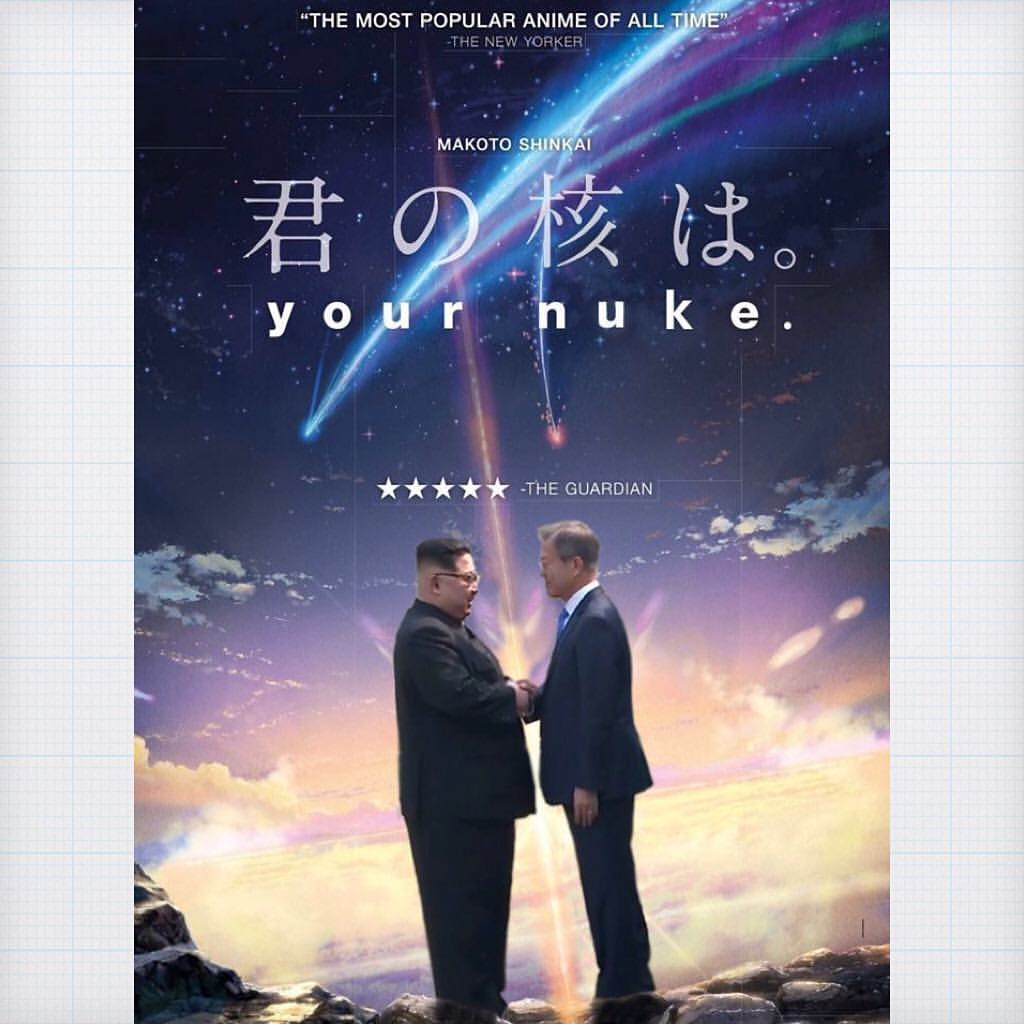 “THE MOST POPULAR ANIME OF ALL TIME”
-THE NEW YORKER
MAKOTO SHINKAI
君の核は。
your nuke.
★★★★★ -THE GUARDIAN